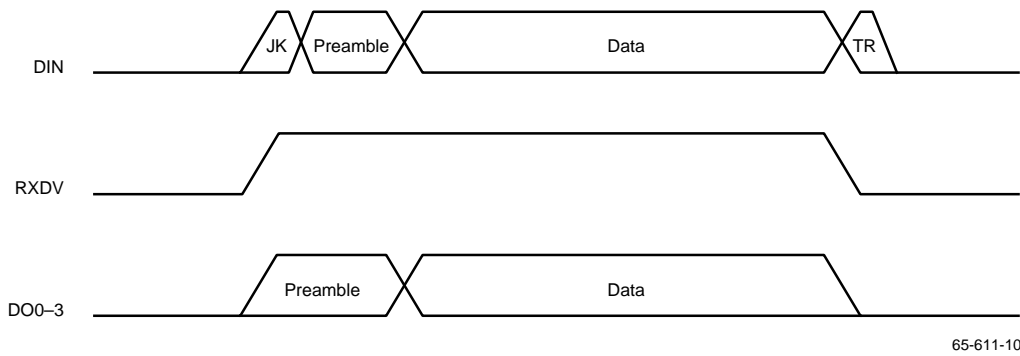 DIN
JK
Preamble
Data
TR
RXDV
DO0–3
Preamble
Data
65-611-10